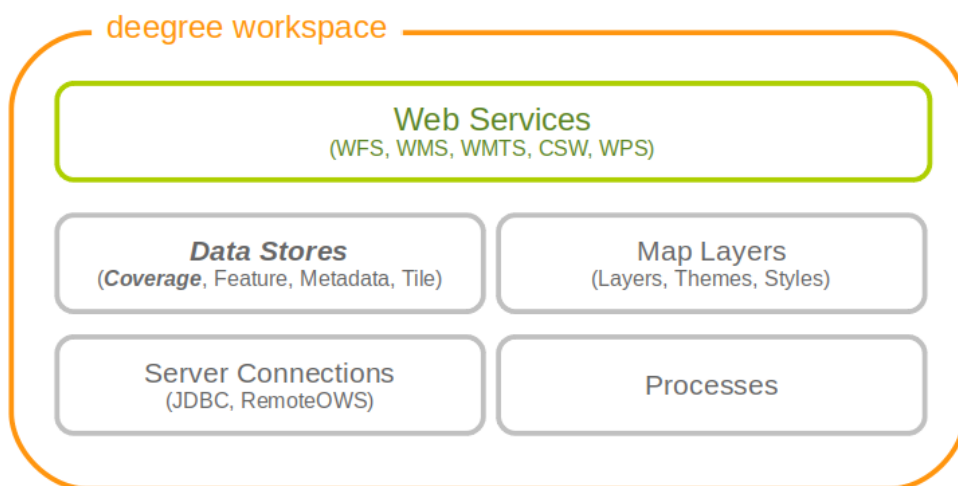 deegree workspace
Web Services
(WFS, WMS, WMTS, CSW, WPS)
Data Stores
(Coverage, Feature, Metadata, Tile)
Map Layers
(Layers, Themes, Styles)
Server Connections
(JDBC, RemoteOWS)
Processes